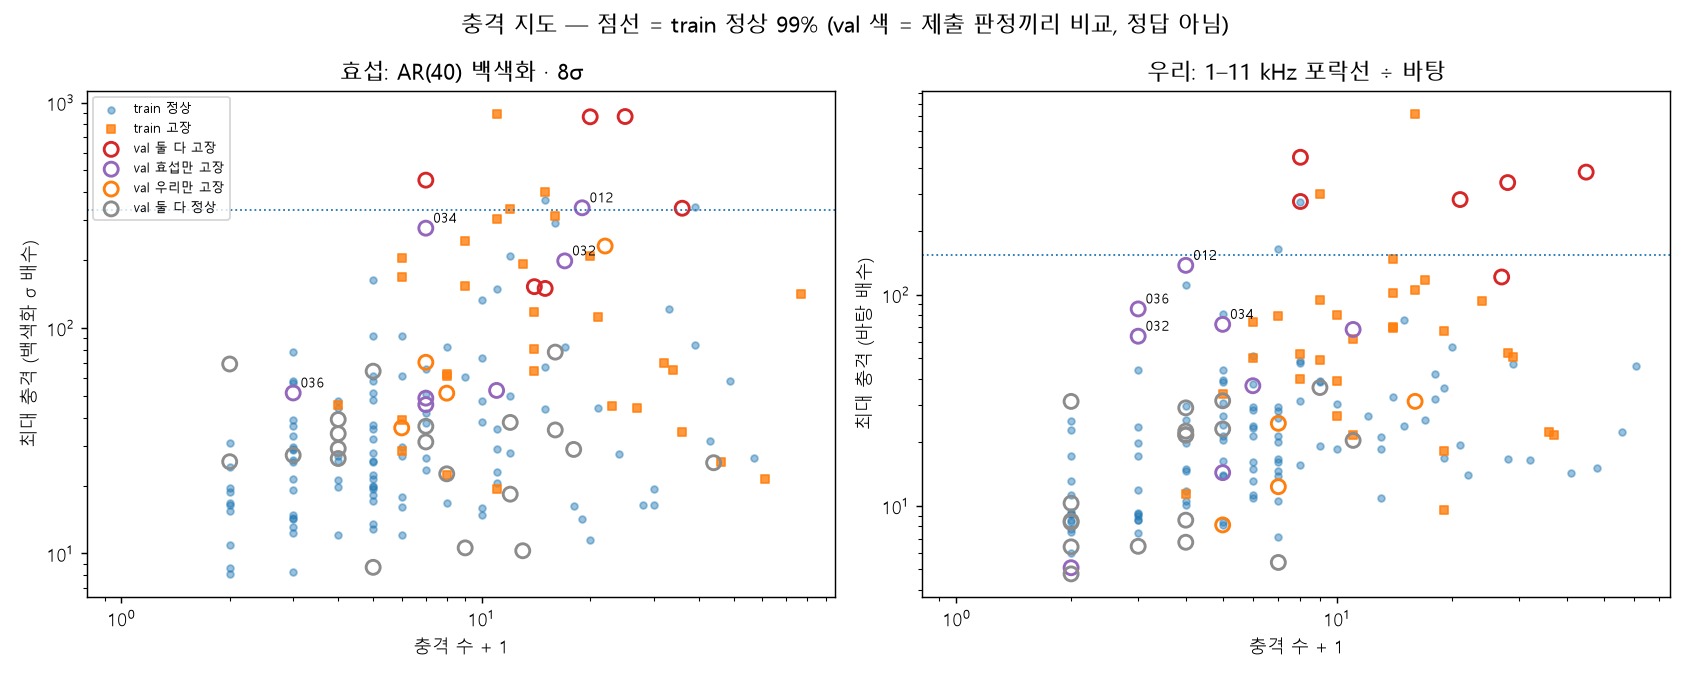 충격 지도 — 점선 = train 정상 99% (val 색 = 제출 판정끼리 비교, 정답 아님)
효섭: AR(40) 백색화 · 8σ
최대 충격 (백색화 σ 배수)
10³
10²
10¹
train 정상
train 고장
val 둘 다 고장
val 효섭만 고장
val 우리만 고장
val 둘 다 정상
012
034
032
036
10⁰
10¹
충격 수 + 1
우리: 1–11 kHz 포락선 ÷ 바탕
최대 충격 (바탕 배수)
10²
10¹
012
036
034
032
10⁰
10¹
충격 수 + 1